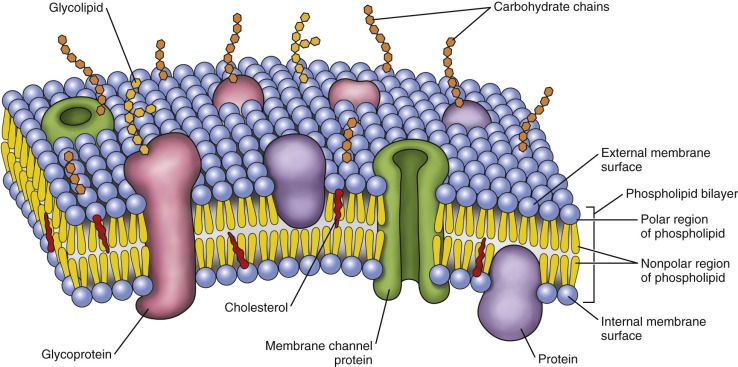 Glycolipid
Carbohydrate chains
External membrane
surface
Phospholipid bilayer
Polar region
of phospholipid
Nonpolar region
of phospholipid
Cholesterol
Internal membrane
surface
Glycoprotein
Membrane channel
protein
Protein